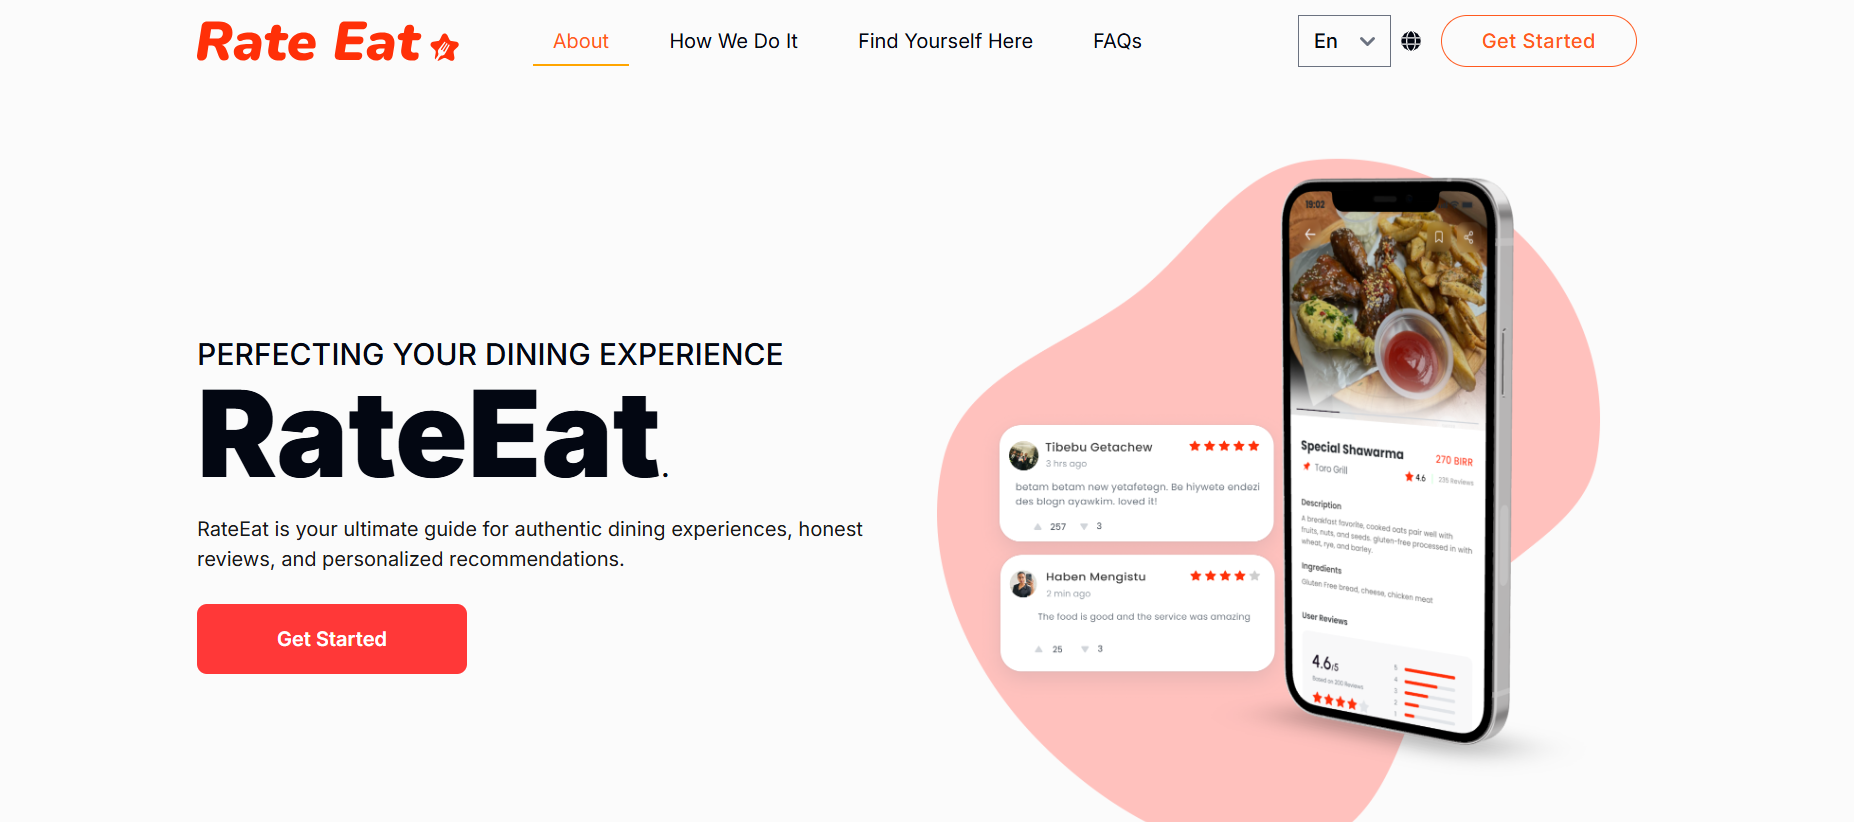 Rate Eat
About
How We Do It
Find Yourself Here
FAQs
En
Get Started
PERFECTING YOUR DINING EXPERIENCE
RateEat.
RateEat is your ultimate guide for authentic dining experiences, honest
reviews, and personalized recommendations.
Get Started
Tibebu Getachew
3 hrs ago
betam betam new yetafetegn. Be hiywete endezi
des blogn ayawkim. loved it!
257
3
Haben Mengistu
2 min ago
The food is good and the service was amazing
25
3
19:02
Special Shawarma
270 BIRR
Toro Grill
4.6
235 Reviews
Description
A breakfast favorite, cooked oats pair well with
fruits, nuts, and seeds. gluten-free processed in with
wheat, rye, and barley.
Ingredients
Gluten Free bread, cheese, chicken meat
User Reviews
4.6/5
Based on 200 Reviews
5
4
3
2
1